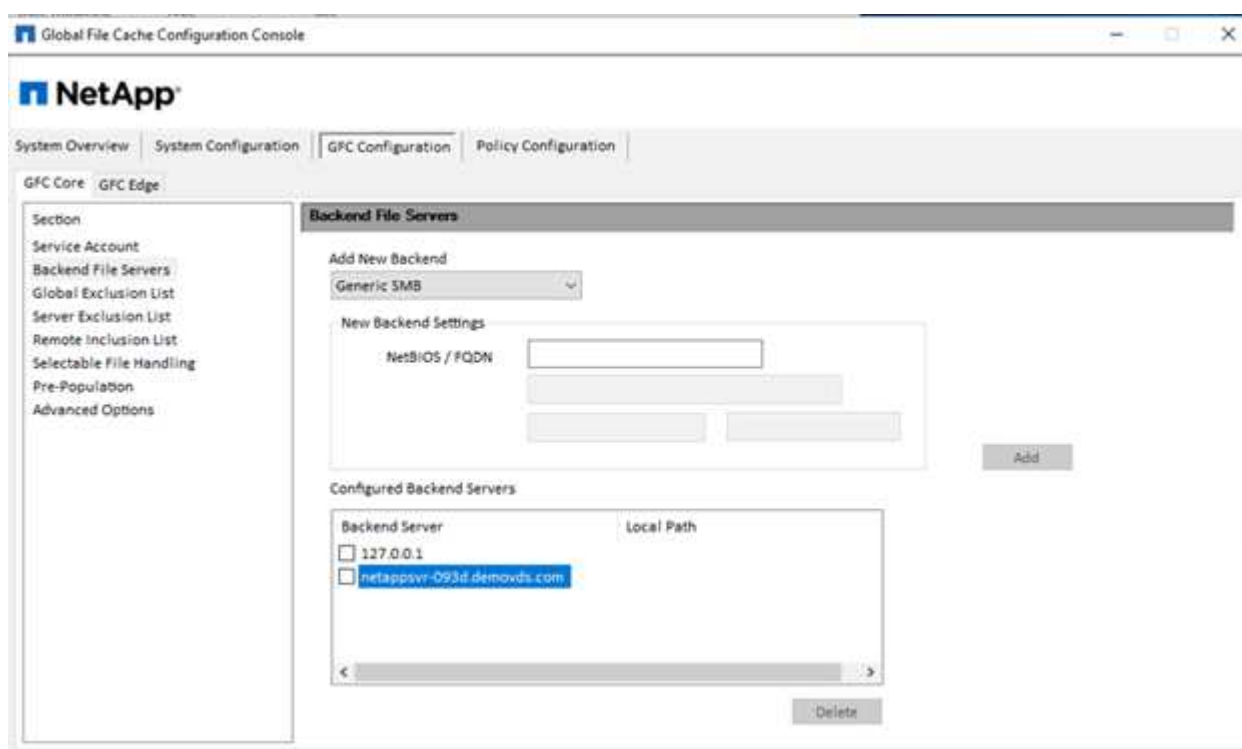 Global File Cache Configuration Console
NetApp
System Overview System Configuration GFC Configuration Policy Configuration
GFC Core GFC Edge
Section
Service Account
Backend File Servers
Global Exclusion List
Server Exclusion List
Remote Inclusion List
Selectable File Handling
Pre-Population
Advanced Options
Backend File Servers
Add New Backend
Generic SMB
New Backend Settings
NetBIOS / FQDN
Add
Configured Backend Servers
Backend Server Local Path
127.0.0.1
netappsvr-093d.demovds.com
Delete